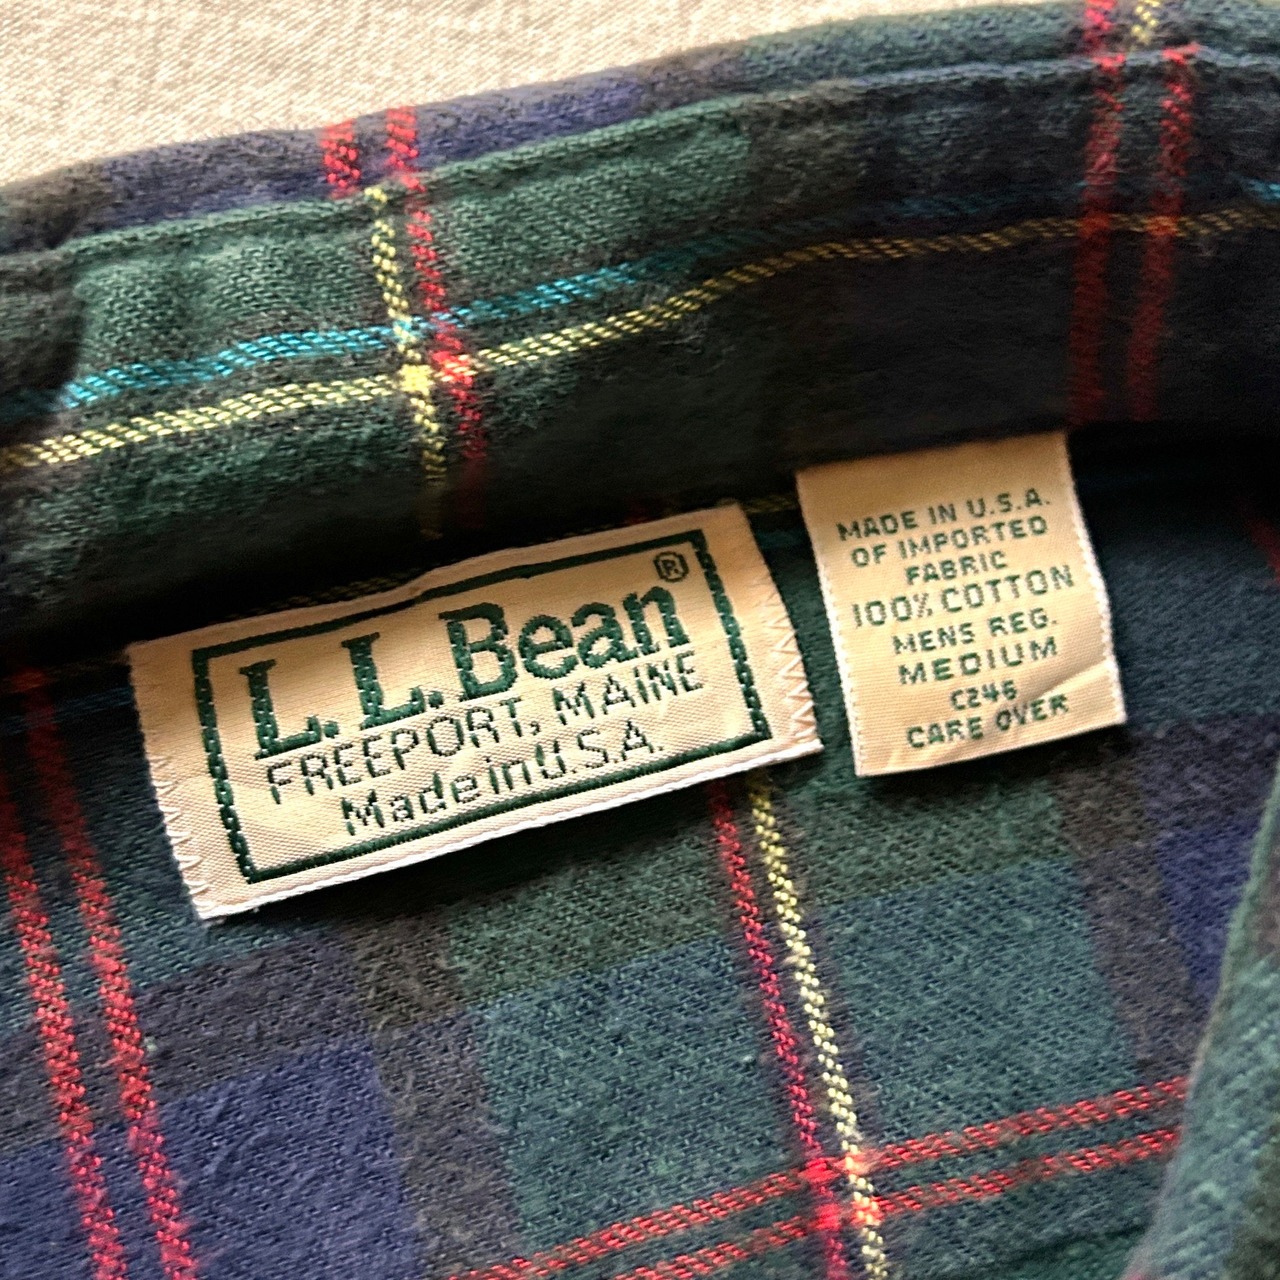 L.L.Bean®
FREEPORT, MAINE
Made in U.S.A.
MADE IN U.S.A.
OF IMPORTED
FABRIC
100% COTTON
MENS REG.
MEDIUM
C246
CARE OVER